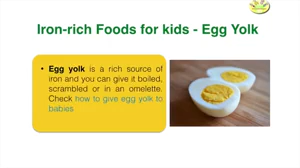 Iron-rich Foods for kids - Egg Yolk
• Egg yolk is a rich source of
iron and you can give it boiled,
scrambled or in an omelette.
Check how to give egg yolk to
babies